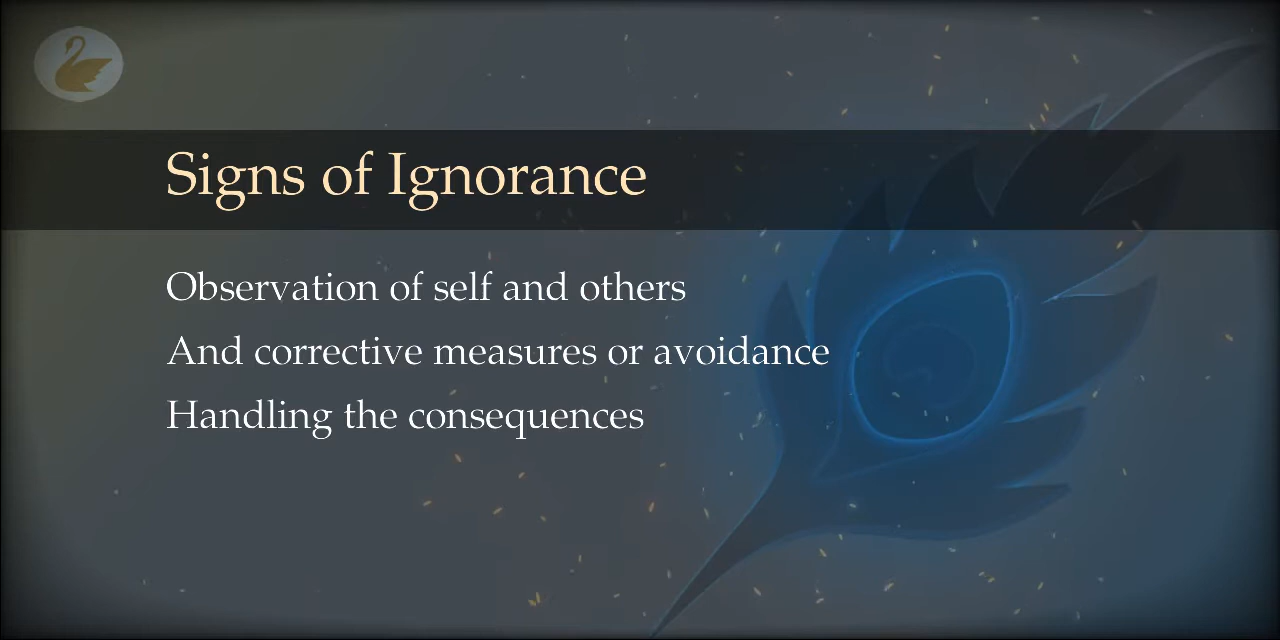 Signs of Ignorance
Observation of self and others
And corrective measures or avoidance
Handling the consequences